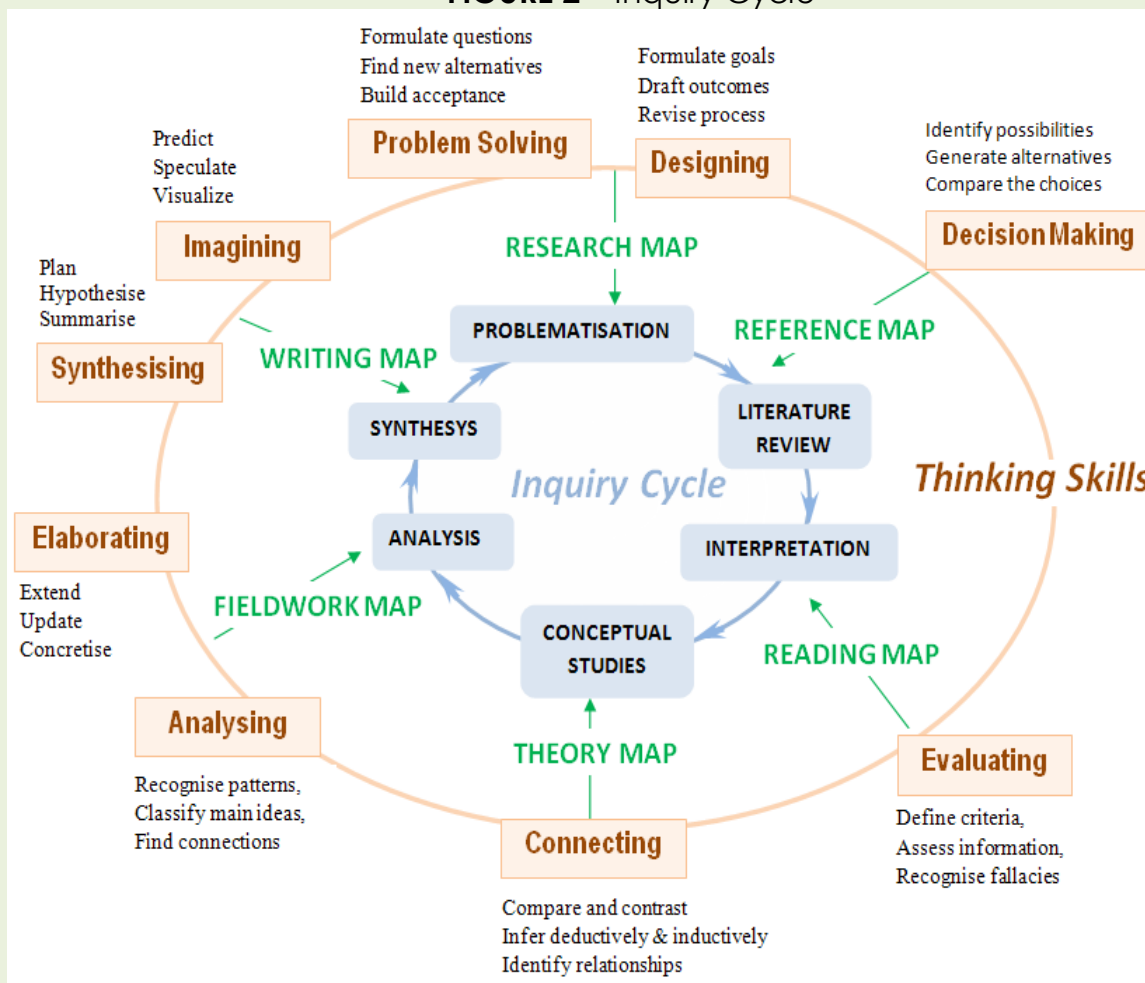 FIGURE 2 Inquiry Cycle
Formulate questions
Find new alternatives
Build acceptance
Problem Solving
Formulate goals
Draft outcomes
Revise process
Designing
Identify possibilities
Generate alternatives
Compare the choices
Decision Making
Predict
Speculate
Visualize
Imagining
Plan
Hypothesise
Summarise
Synthesising
RESEARCH MAP
REFERENCE MAP
WRITING MAP
PROBLEMATISATION
SYNTHESYS
LITERATURE
REVIEW
Inquiry Cycle
Thinking Skills
ANALYSIS
INTERPRETATION
Elaborating
Extend
Update
Concretise
FIELDWORK MAP
CONCEPTUAL
STUDIES
READING MAP
THEORY MAP
Analysing
Recognise patterns,
Classify main ideas,
Find connections
Connecting
Compare and contrast
Infer deductively & inductively
Identify relationships
Evaluating
Define criteria,
Assess information,
Recognise fallacies